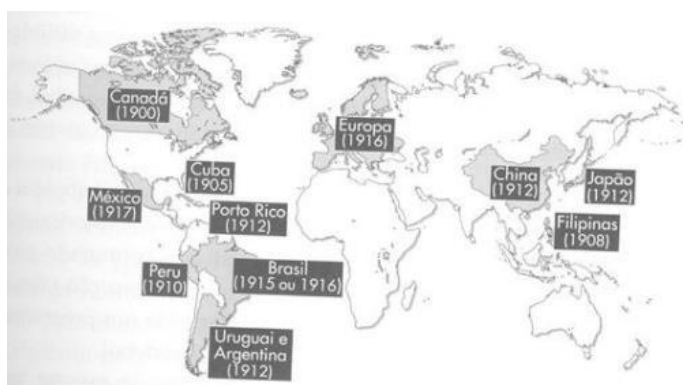 Canadá
(1900)
Europa
(1916)
Cuba
(1905)
China
(1912)
Japão
(1912)
México
(1917)
Porto Rico
(1912)
Filipinas
(1908)
Peru
(1910)
Brasil
(1915 ou 1916)
Uruguai e
Argentina
(1912)